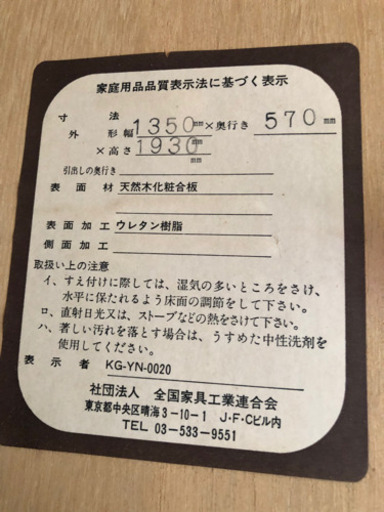 家庭用品品質表示法に基づく表示
寸法
外形幅1350mm×奥行き570mm
×高さ1930mm
引出しの奥行き
表面材 天然木化粧合板
表面加工 ウレタン樹脂
側面加工
取扱い上の注意
イ、すえ付けに際しては、湿気の多いところをさけ、
水平に保たれるよう床面の調節をして下さい。
ロ、直射日光又は、ストーブなどの熱をさけて下さい。
ハ、著しい汚れを落とす場合は、うすめた中性洗剤を
使用してください。
表示者 KG-YN-0020
社団法人 全国家具工業連合会
東京都中央区晴海3-10-1 J・F・Cビル内
TEL 03-533-9551